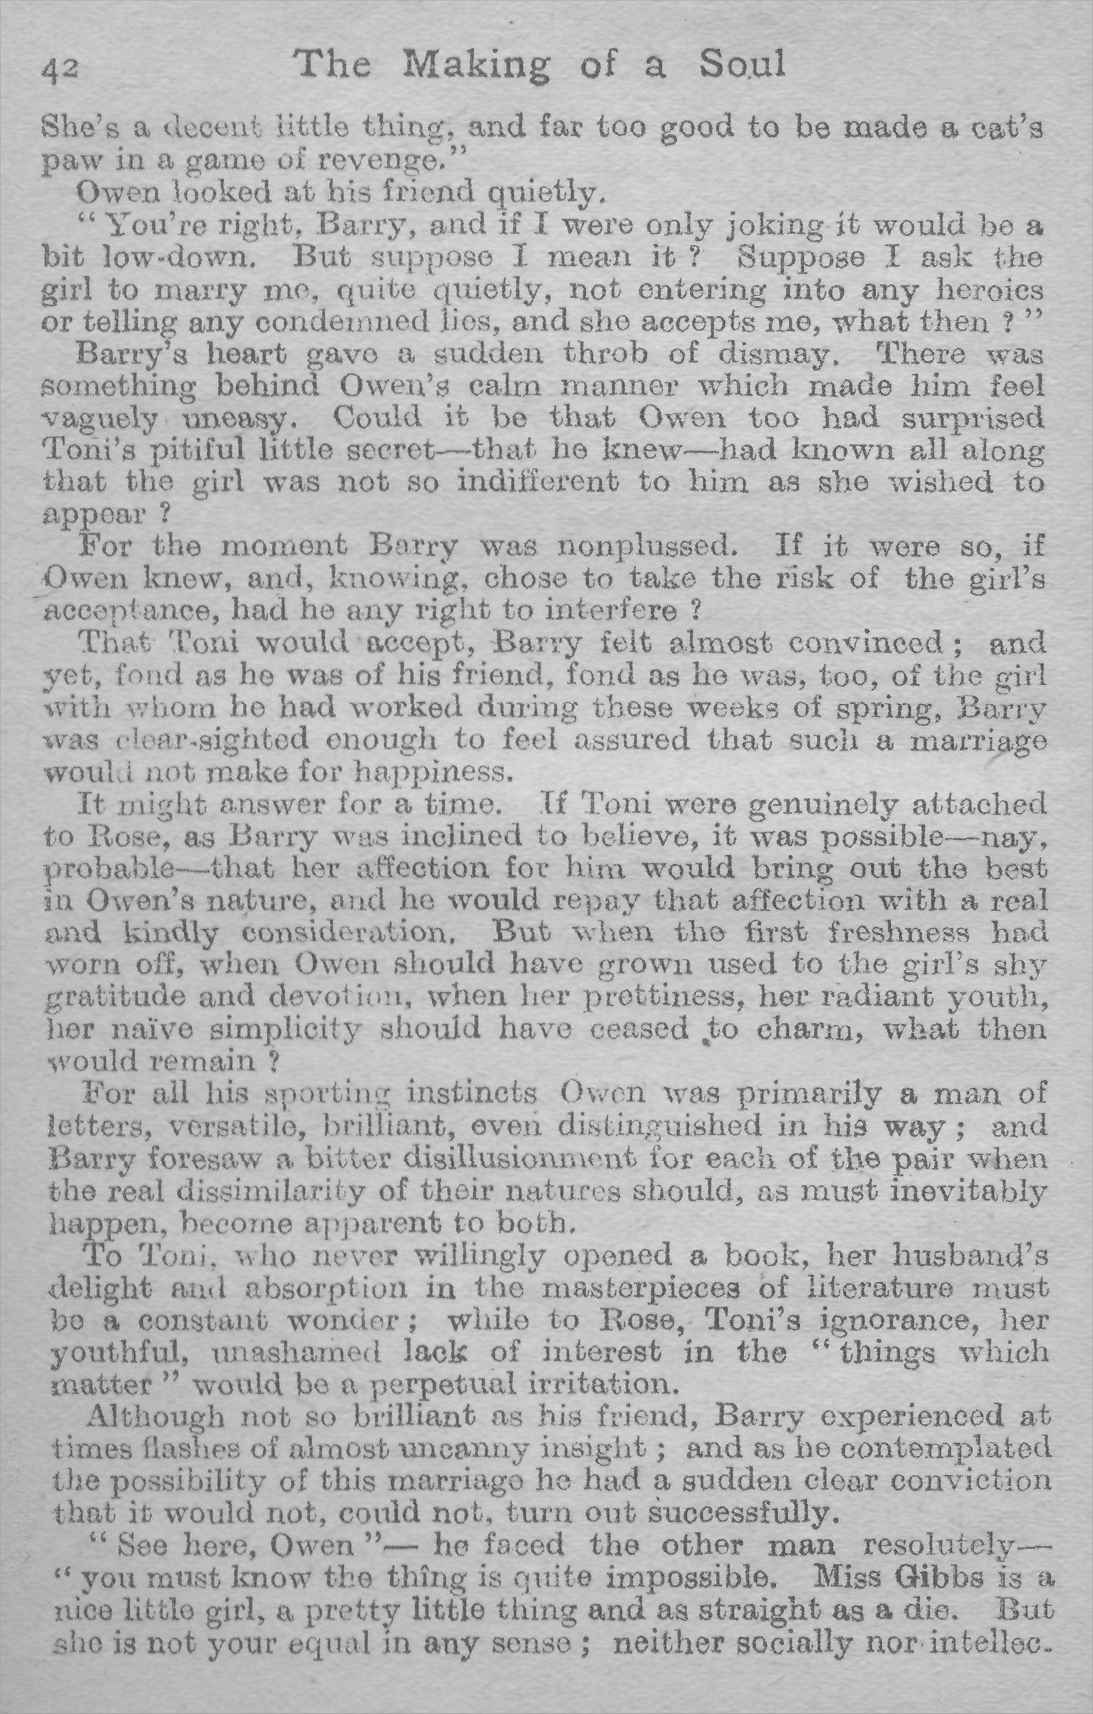 42 The Making of a Soul
She's a decent little thing, and far too good to be made a cat's
paw in a game of revenge."
Owen looked at his friend quietly.
"You're right, Barry, and if I were only joking it would be a
bit low-down. But suppose I mean it ? Suppose I ask the
girl to marry me, quite quietly, not entering into any heroics
or telling any condemned lies, and she accepts me, what then ? "
Barry's heart gave a sudden throb of dismay. There was
something behind Owen's calm manner which made him feel
vaguely uneasy. Could it be that Owen too had surprised
Toni's pitiful little secret—that he knew—had known all along
that the girl was not so indifferent to him as she wished to
appear ?
For the moment Barry was nonplussed. If it were so, if
Owen knew, and, knowing, chose to take the risk of the girl's
acceptance, had he any right to interfere ?
That Toni would accept, Barry felt almost convinced ; and
yet, fond as he was of his friend, fond as he was, too, of the girl
with whom he had worked during these weeks of spring, Barry
was clear-sighted enough to feel assured that such a marriage
would not make for happiness.
It might answer for a time. If Toni were genuinely attached
to Rose, as Barry was inclined to believe, it was possible—nay,
probable—that her affection for him would bring out the best
in Owen's nature, and he would repay that affection with a real
and kindly consideration. But when the first freshness had
worn off, when Owen should have grown used to the girl's shy
gratitude and devotion, when her prettiness, her radiant youth,
her naïve simplicity should have ceased to charm, what then
would remain ?
For all his sporting instincts Owen was primarily a man of
letters, versatile, brilliant, even distinguished in his way ; and
Barry foresaw a bitter disillusionment for each of the pair when
the real dissimilarity of their natures should, as must inevitably
happen, become apparent to both.
To Toni, who never willingly opened a book, her husband's
delight and absorption in the masterpieces of literature must
be a constant wonder ; while to Rose, Toni's ignorance, her
youthful, unashamed lack of interest in the "things which
matter " would be a perpetual irritation.
Although not so brilliant as his friend, Barry experienced at
times flashes of almost uncanny insight ; and as he contemplated
the possibility of this marriage he had a sudden clear conviction
that it would not, could not, turn out successfully.
" See here, Owen "— he faced the other man resolutely—
" you must know the thing is quite impossible. Miss Gibbs is a
nice little girl, a pretty little thing and as straight as a die. But
she is not your equal in any sense ; neither socially nor intellec-